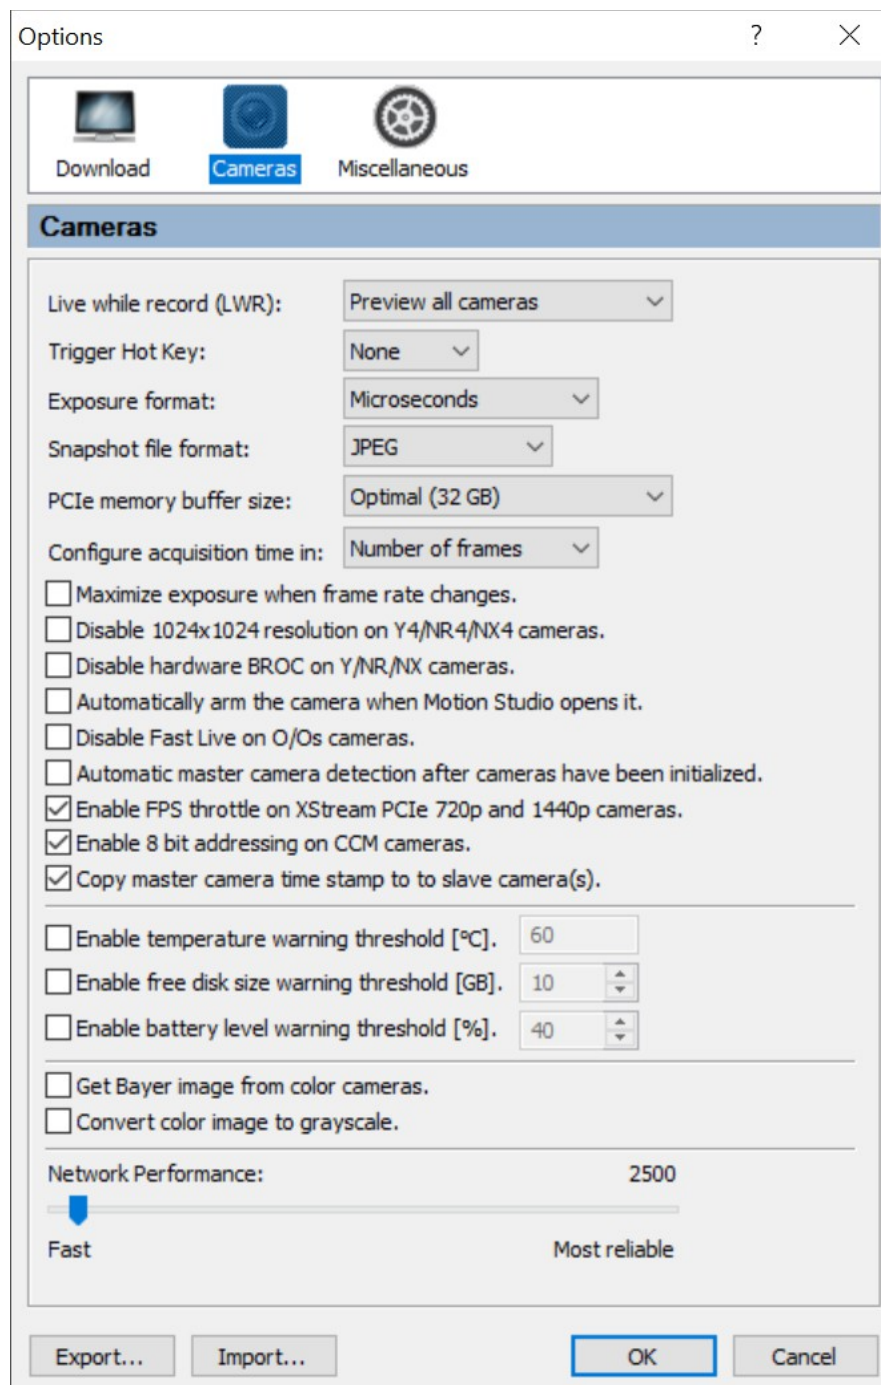 Options ?
Download Cameras Miscellaneous
Cameras
Live while record (LWR): Preview all cameras
Trigger Hot Key: None
Exposure format: Microseconds
Snapshot file format: JPEG
PCIe memory buffer size: Optimal (32 GB)
Configure acquisition time in: Number of frames
Maximize exposure when frame rate changes.
Disable 1024x1024 resolution on Y4/NR4/NX4 cameras.
Disable hardware BROC on Y/NR/NX cameras.
Automatically arm the camera when Motion Studio opens it.
Disable Fast Live on O/Os cameras.
Automatic master camera detection after cameras have been initialized.
Enable FPS throttle on XStream PCIe 720p and 1440p cameras.
Enable 8 bit addressing on CCM cameras.
Copy master camera time stamp to to slave camera(s).
Enable temperature warning threshold [°C]. 60
Enable free disk size warning threshold [GB]. 10
Enable battery level warning threshold [%]. 40
Get Bayer image from color cameras.
Convert color image to grayscale.
Network Performance: 2500
Fast Most reliable
Export... Import... OK Cancel